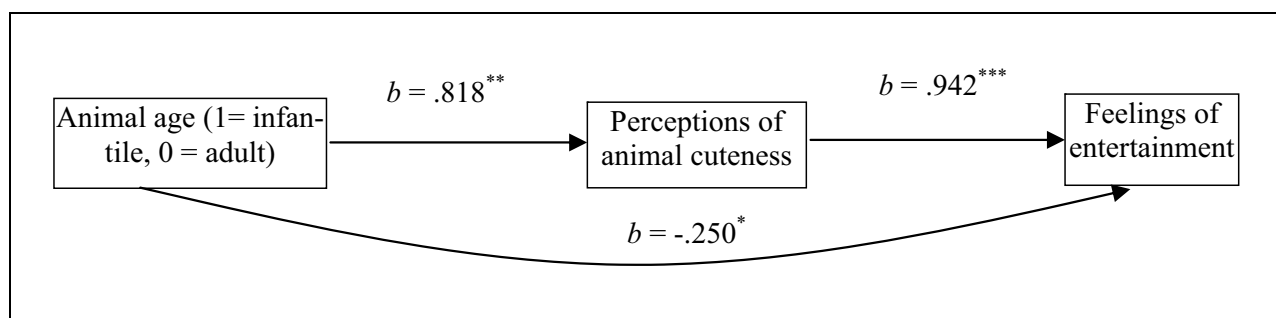 b = .818**
b = .942***
Animal age (1= infan-
tile, 0 = adult)
Perceptions of
animal cuteness
Feelings of
entertainment
b = -.250*